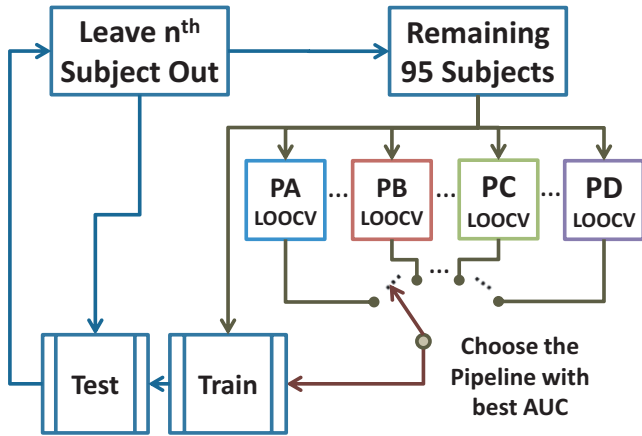 Leave nth
Subject Out
Remaining
95 Subjects
PA
LOOCV
...
PB
LOOCV
...
PC
LOOCV
...
PD
LOOCV
...
...
...
Test
Train
Choose the
Pipeline with
best AUC